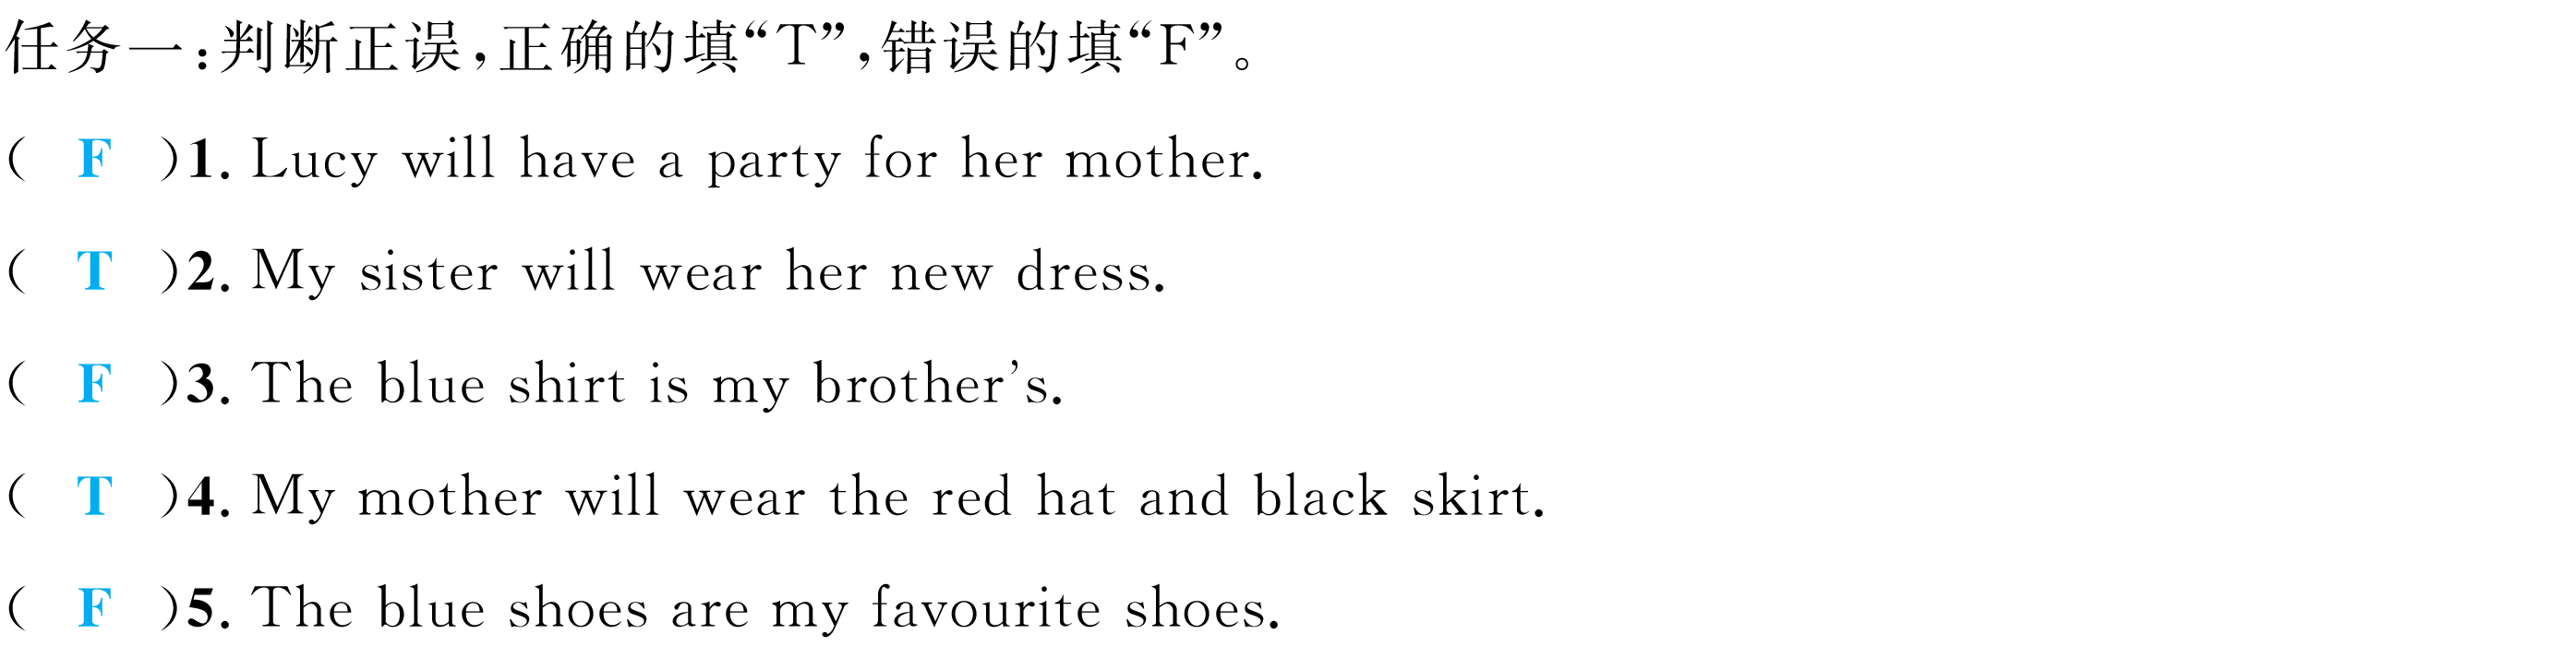 任务一:判断正误,正确的填“T”,错误的填“F”。
( F )1. Lucy will have a party for her mother.
( T )2. My sister will wear her new dress.
( F )3. The blue shirt is my brother’s.
( T )4. My mother will wear the red hat and black skirt.
( F )5. The blue shoes are my favourite shoes.